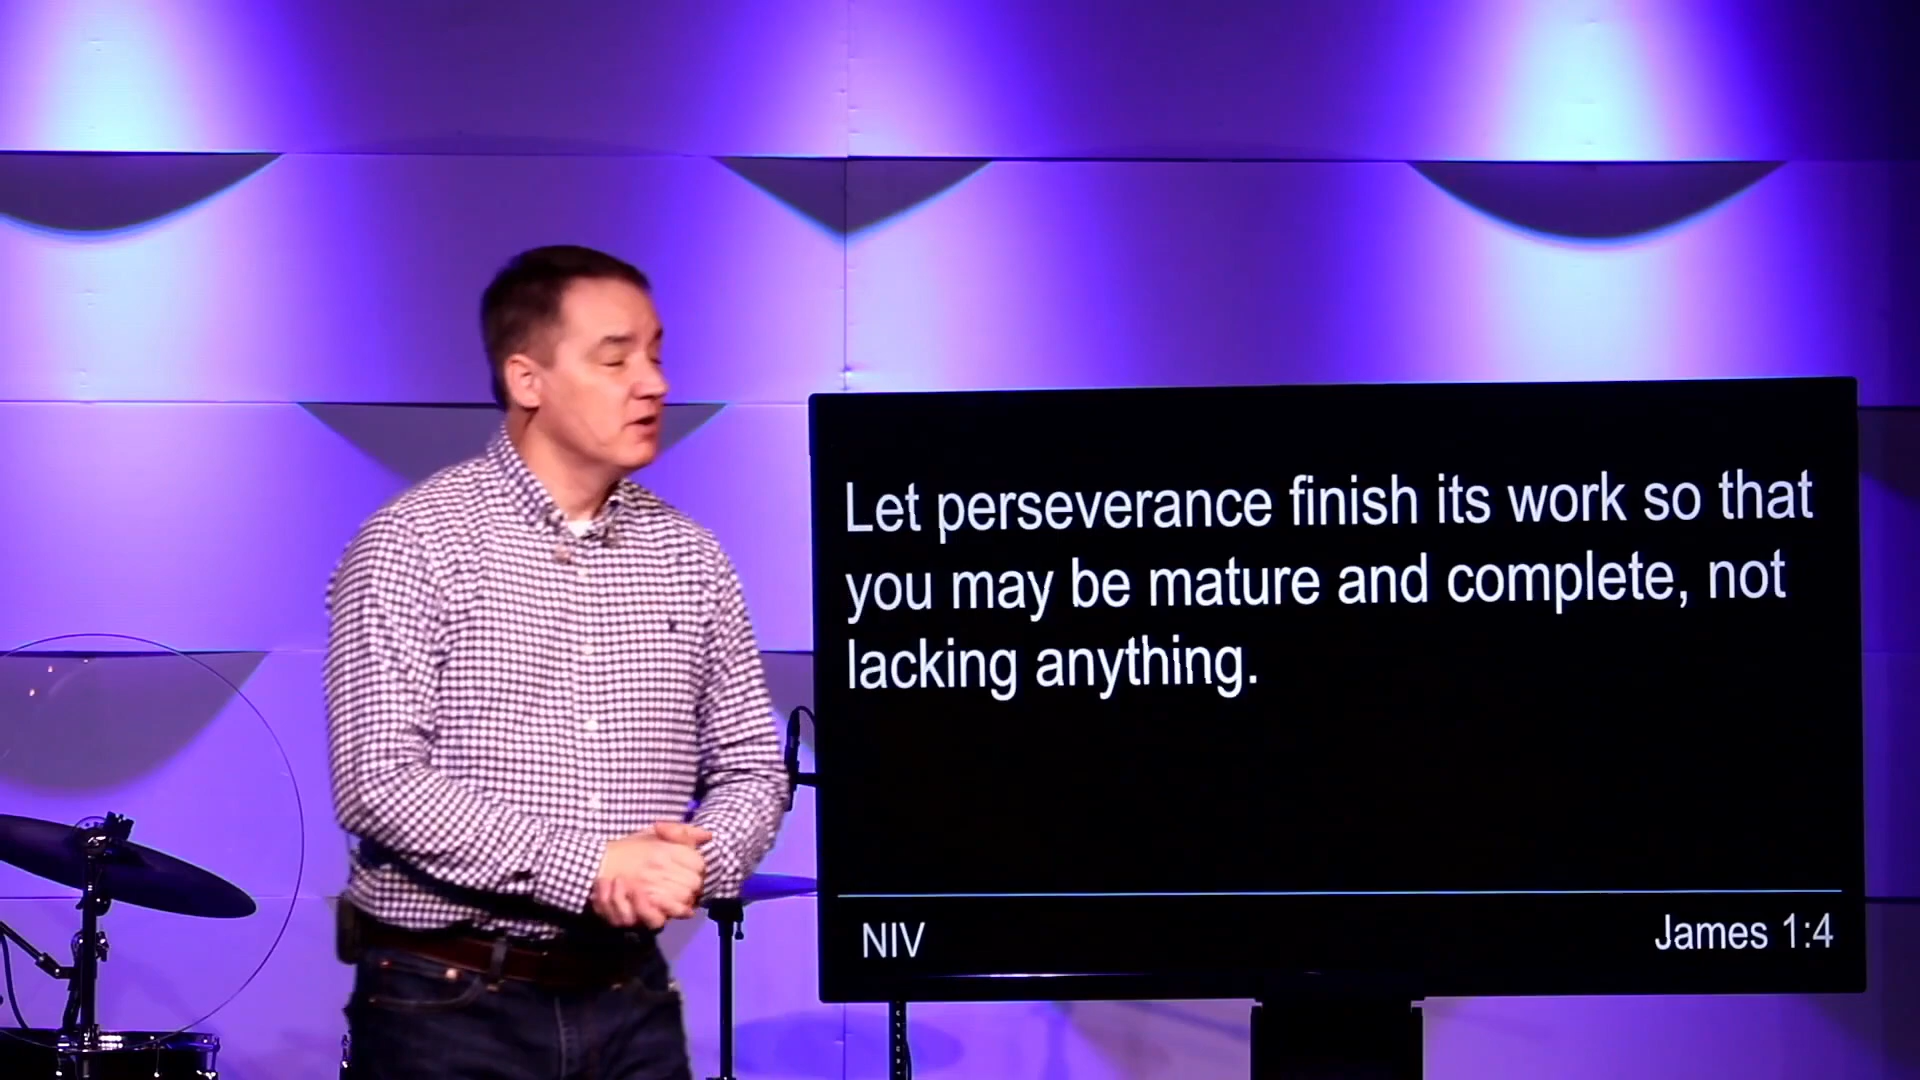 Let perseverance finish its work so that
you may be mature and complete, not
lacking anything.
NIV
James 1:4